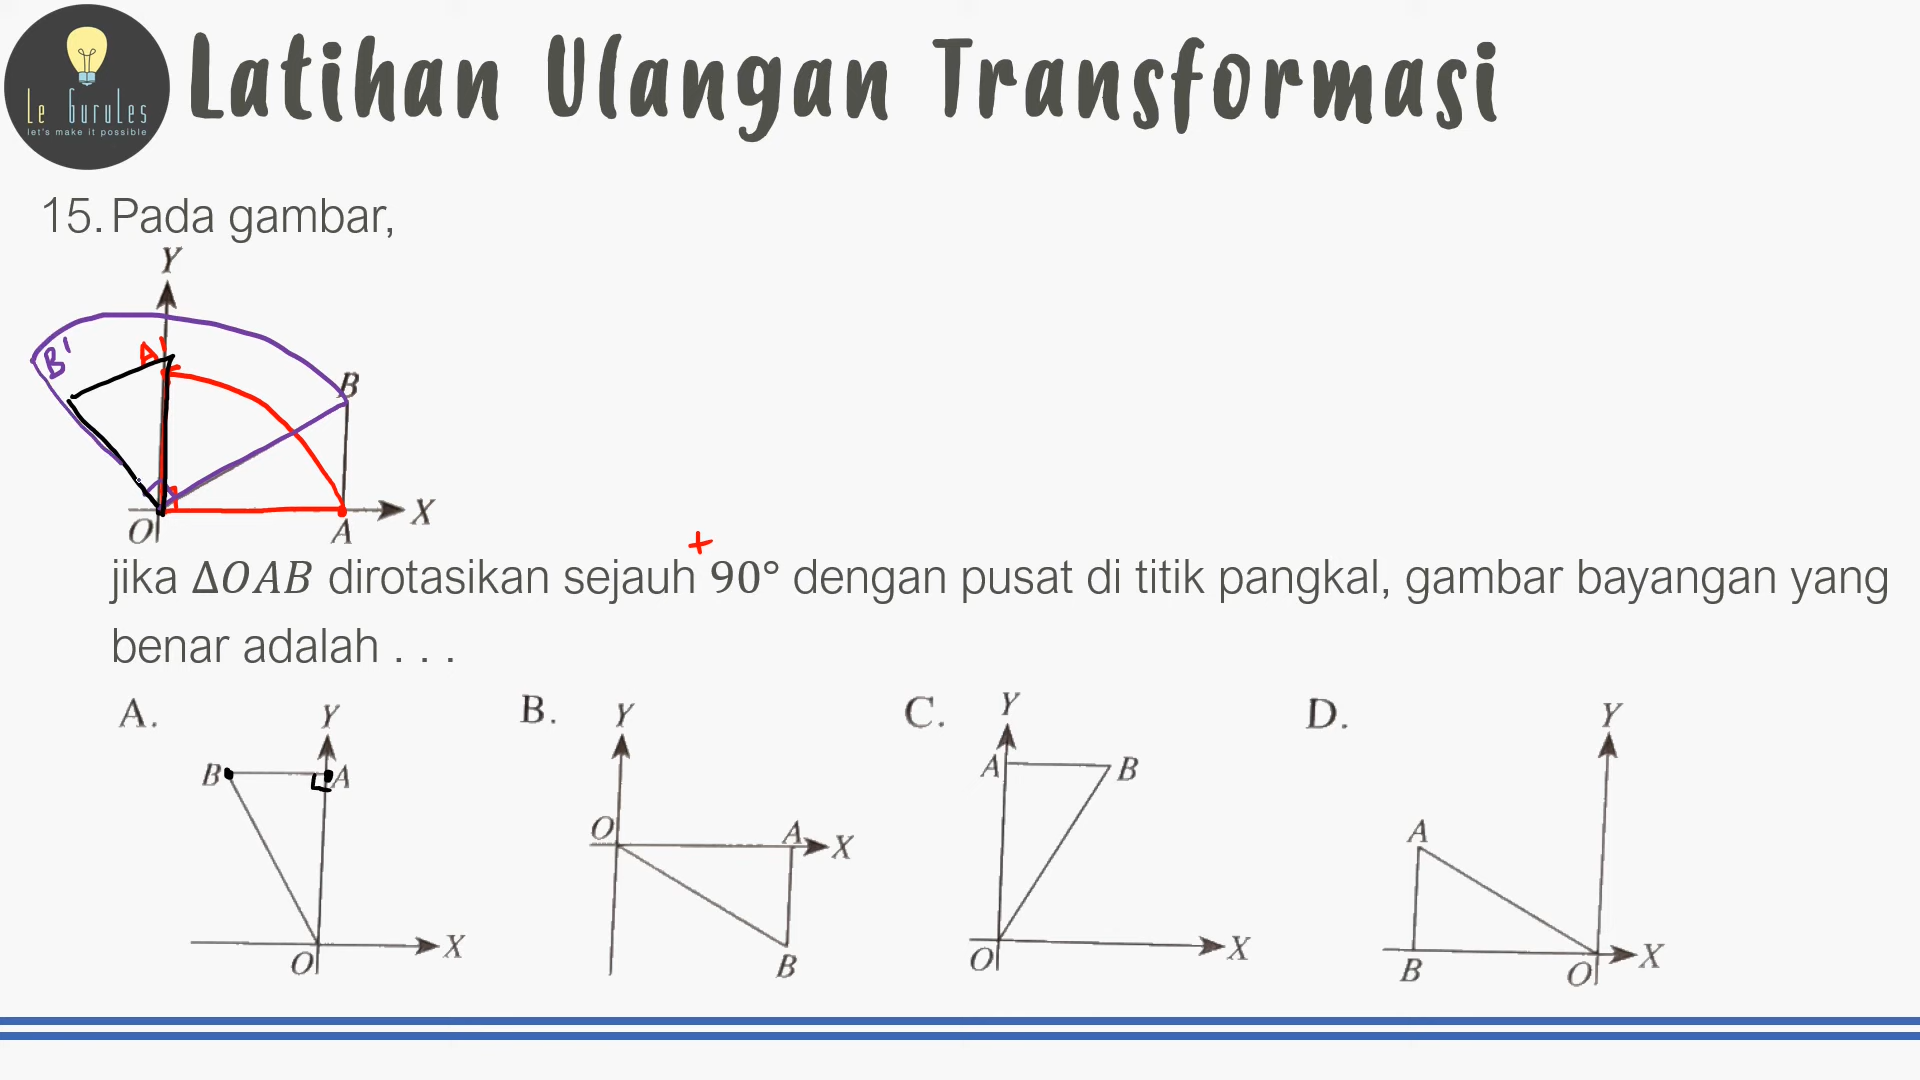 Le GuruLes
let's make it possible
Latihan Ulangan Transformasi
15. Pada gambar,
Y
B'
A'
B
O
A
X
+
jika ΔOAB dirotasikan sejauh 90° dengan pusat di titik pangkal, gambar bayangan yang
benar adalah . . .
A.
Y
B
A
O
X
B.
Y
O
A
X
B
C.
Y
A
B
O
X
D.
Y
A
B
O
X